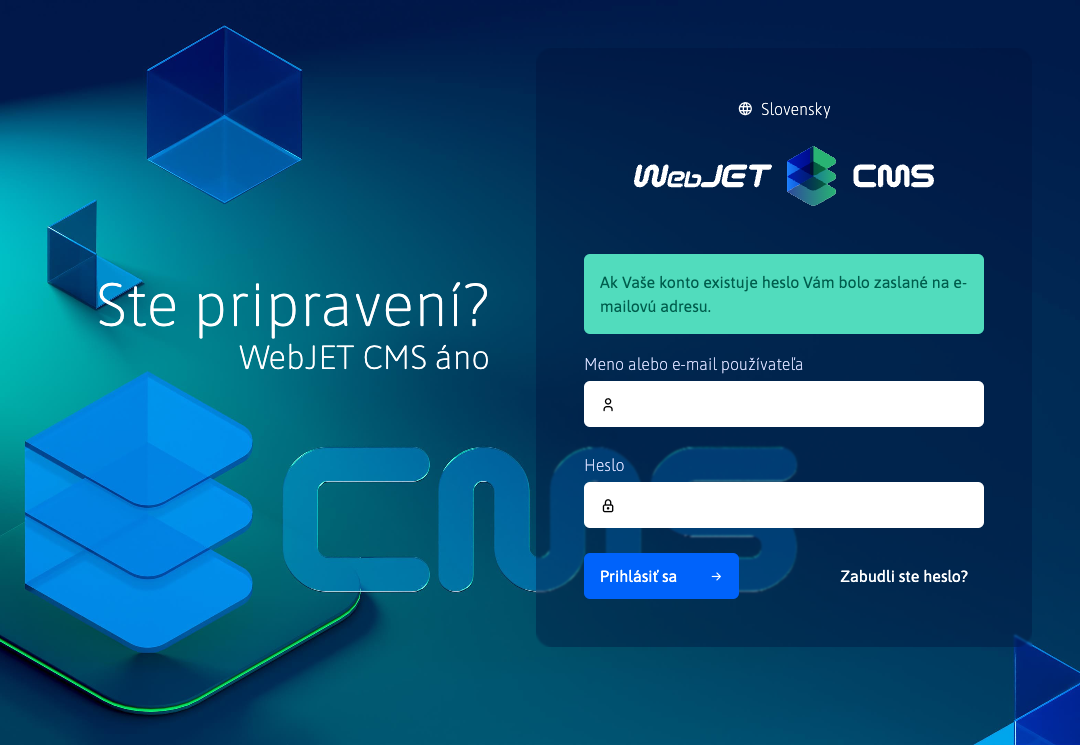 Slovensky
WebJET CMS
Ak Vaše konto existuje heslo Vám bolo zaslané na e-
mailovú adresu.
Ste pripravení?
WebJET CMS áno
Meno alebo e-mail používateľa
CMS
Heslo
Prihlásiť sa
Zabudli ste heslo?